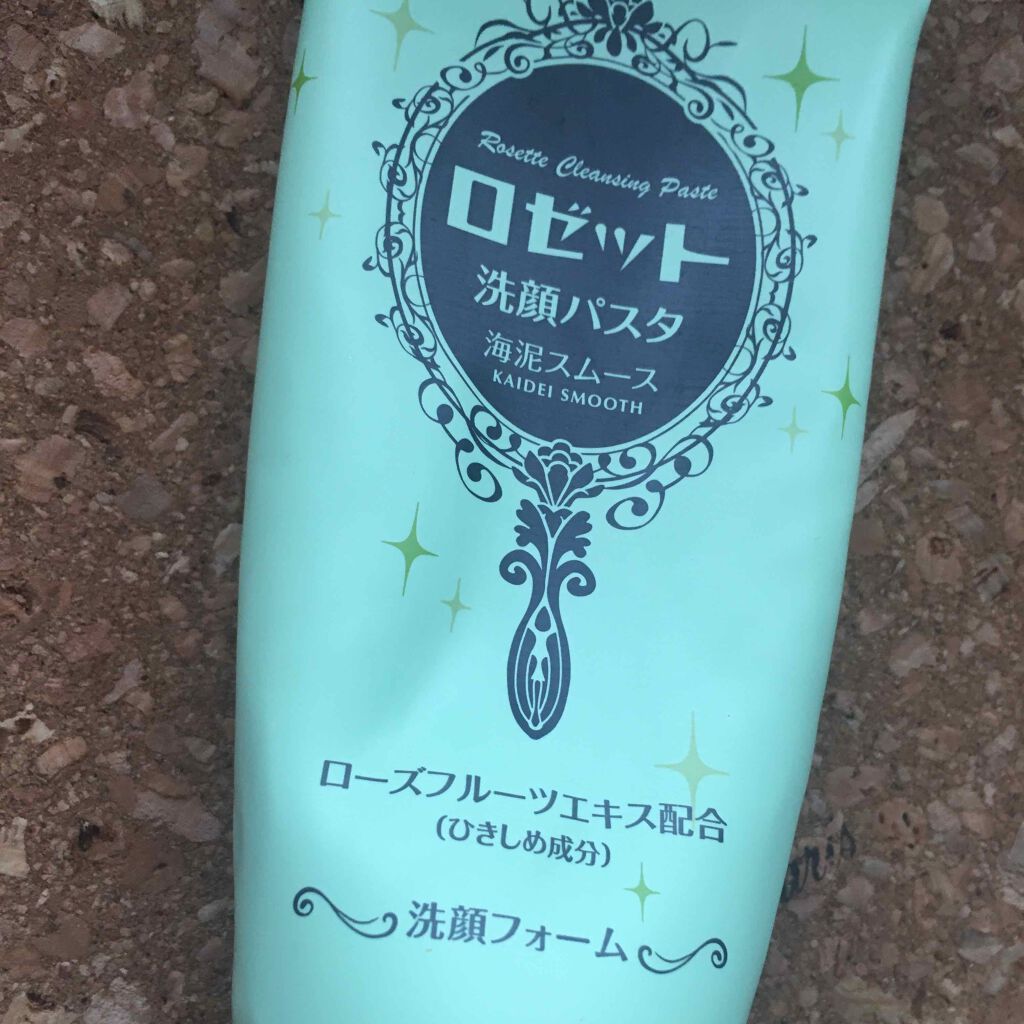 Rosette Cleansing Paste
ロゼット
洗顔パスタ
海泥スムース
KAIDEI SMOOTH
ローズフルーツエキス配合
(ひきしめ成分)
洗顔フォーム